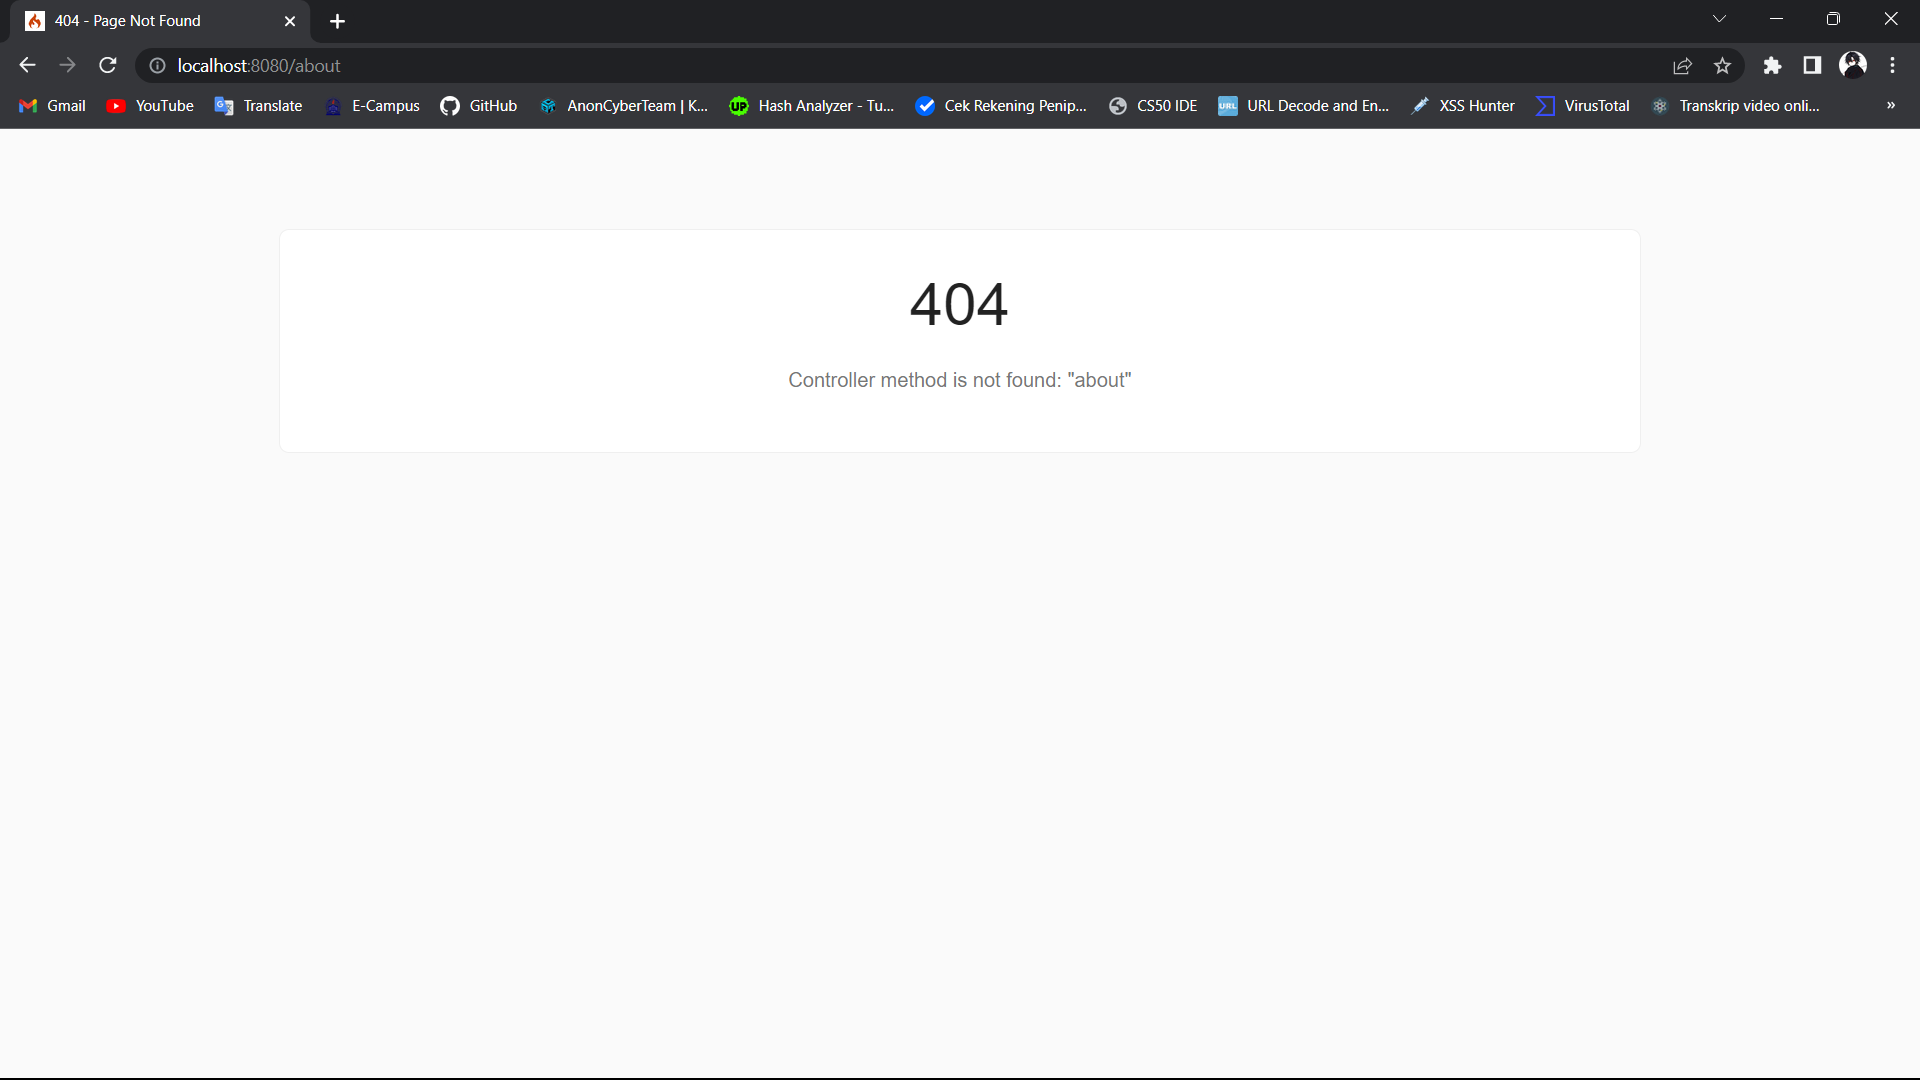 404 - Page Not Found
localhost:8080/about
Gmail YouTube Translate E-Campus GitHub AnonCyberTeam | K... Hash Analyzer - Tu... Cek Rekening Penip... CS50 IDE URL Decode and En... XSS Hunter VirusTotal Transkrip video onli... »
404
Controller method is not found: "about"